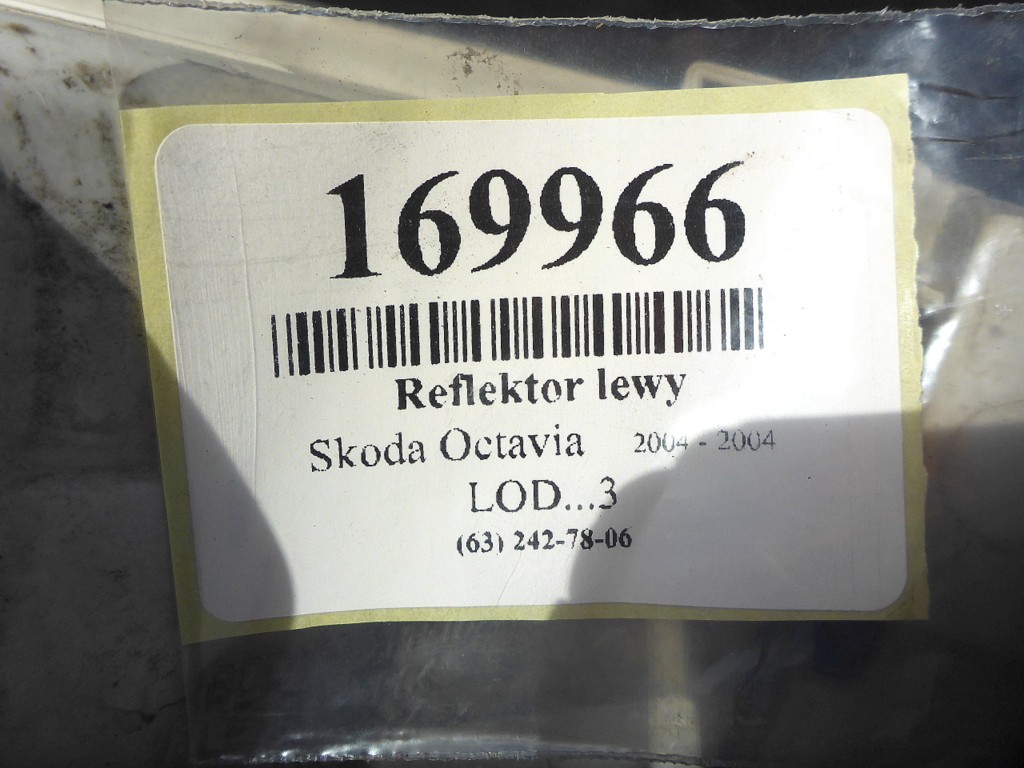 169966
Reflektor lewy
Skoda Octavia 2004 - 2004
LOD...3
(63) 242-78-06